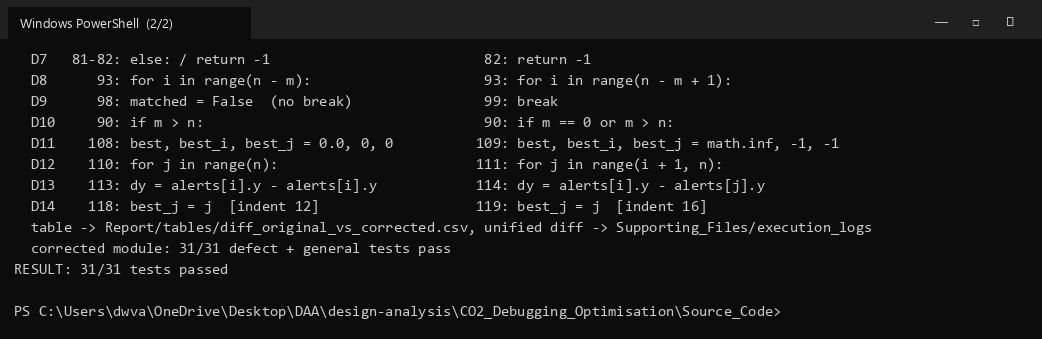 Windows PowerShell (2/2)
D7 81-82: else: / return -1 82: return -1
D8 93: for i in range(n - m): 93: for i in range(n - m + 1):
D9 98: matched = False (no break) 99: break
D10 90: if m > n: 90: if m == 0 or m > n:
D11 108: best, best_i, best_j = 0.0, 0, 0 109: best, best_i, best_j = math.inf, -1, -1
D12 110: for j in range(n): 111: for j in range(i + 1, n):
D13 113: dy = alerts[i].y - alerts[i].y 114: dy = alerts[i].y - alerts[j].y
D14 118: best_j = j [indent 12] 119: best_j = j [indent 16]
table -> Report/tables/diff_original_vs_corrected.csv, unified diff -> Supporting_Files/execution_logs
corrected module: 31/31 defect + general tests pass
RESULT: 31/31 tests passed
PS C:\Users\dwva\OneDrive\Desktop\DAA\design-analysis\CO2_Debugging_Optimisation\Source_Code>